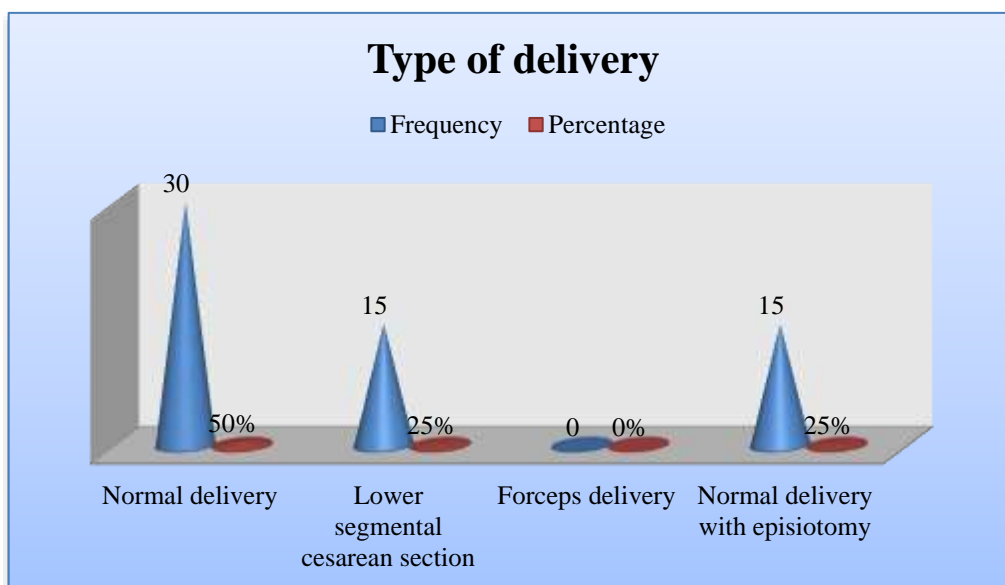 Type of delivery
Frequency Percentage
30
15
15
50%
25%
0
0%
25%
Normal delivery
Lower
segmental
cesarean section
Forceps delivery
Normal delivery
with episiotomy